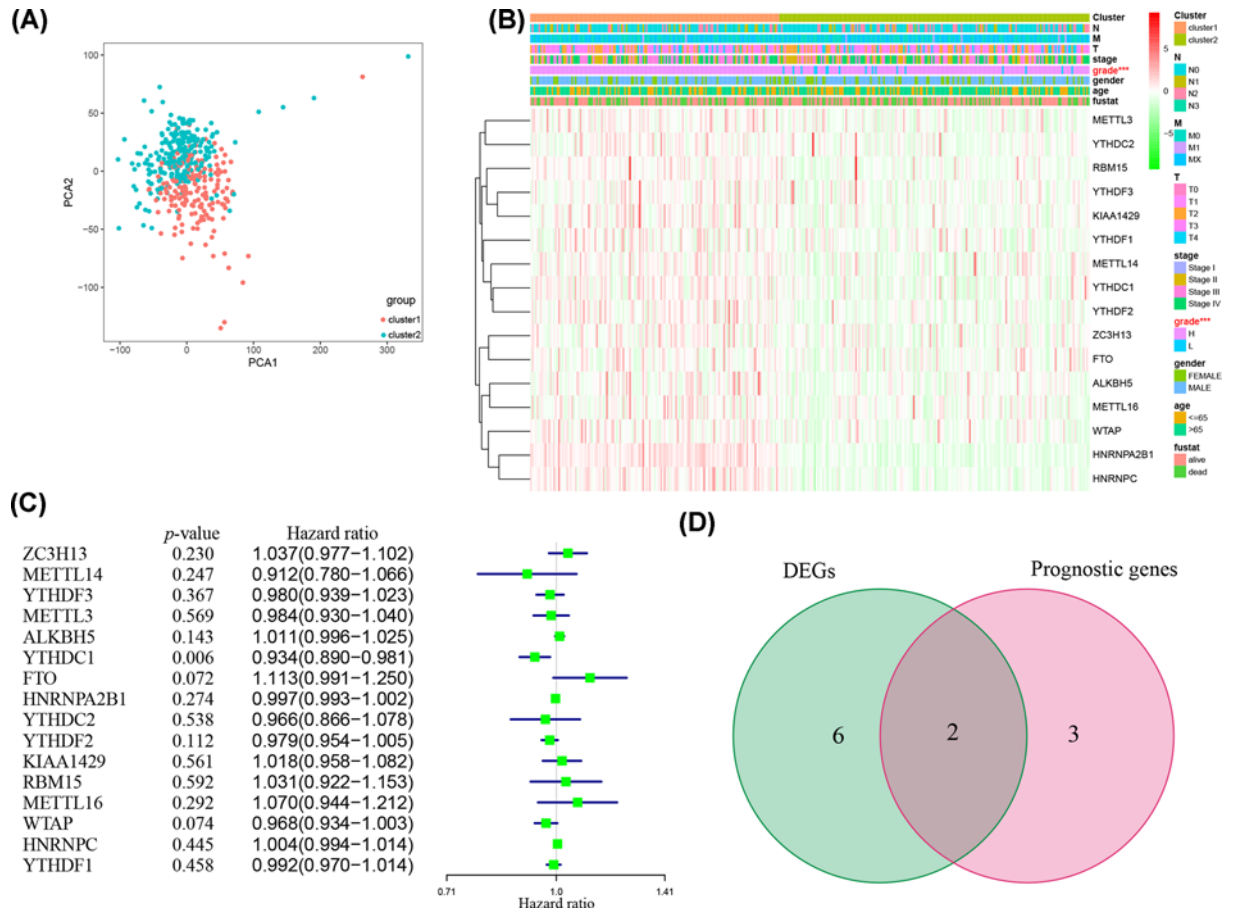 (A)
100
50
0
−50
−100
PCA2
−100
0
100
200
300
PCA1
group
cluster1
cluster2
(B)
Cluster
N
M
T
stage
grade***
gender
age
fustat
METTL3
YTHDC2
RBM15
YTHDF3
KIAA1429
YTHDF1
METTL14
YTHDC1
YTHDF2
ZC3H13
FTO
ALKBH5
METTL16
WTAP
HNRNPA2B1
HNRNPC
5
0
−5
Cluster
cluster1
cluster2
N
N0
N1
N2
N3
M
M0
M1
MX
T
T0
T1
T2
T3
T4
stage
Stage I
Stage II
Stage III
Stage IV
grade***
H
L
gender
FEMALE
MALE
age
<=65
>65
fustat
alive
dead
(C)
p-value Hazard ratio
ZC3H13 0.230 1.037(0.977−1.102)
METTL14 0.247 0.912(0.780−1.066)
YTHDF3 0.367 0.980(0.939−1.023)
METTL3 0.569 0.984(0.930−1.040)
ALKBH5 0.143 1.011(0.996−1.025)
YTHDC1 0.006 0.934(0.890−0.981)
FTO 0.072 1.113(0.991−1.250)
HNRNPA2B1 0.274 0.997(0.993−1.002)
YTHDC2 0.538 0.966(0.866−1.078)
YTHDF2 0.112 0.979(0.954−1.005)
KIAA1429 0.561 1.018(0.958−1.082)
RBM15 0.592 1.031(0.922−1.153)
METTL16 0.292 1.070(0.944−1.212)
WTAP 0.074 0.968(0.934−1.003)
HNRNPC 0.445 1.004(0.994−1.014)
YTHDF1 0.458 0.992(0.970−1.014)
0.71 1.0 1.41
Hazard ratio
(D)
DEGs Prognostic genes
6 2 3